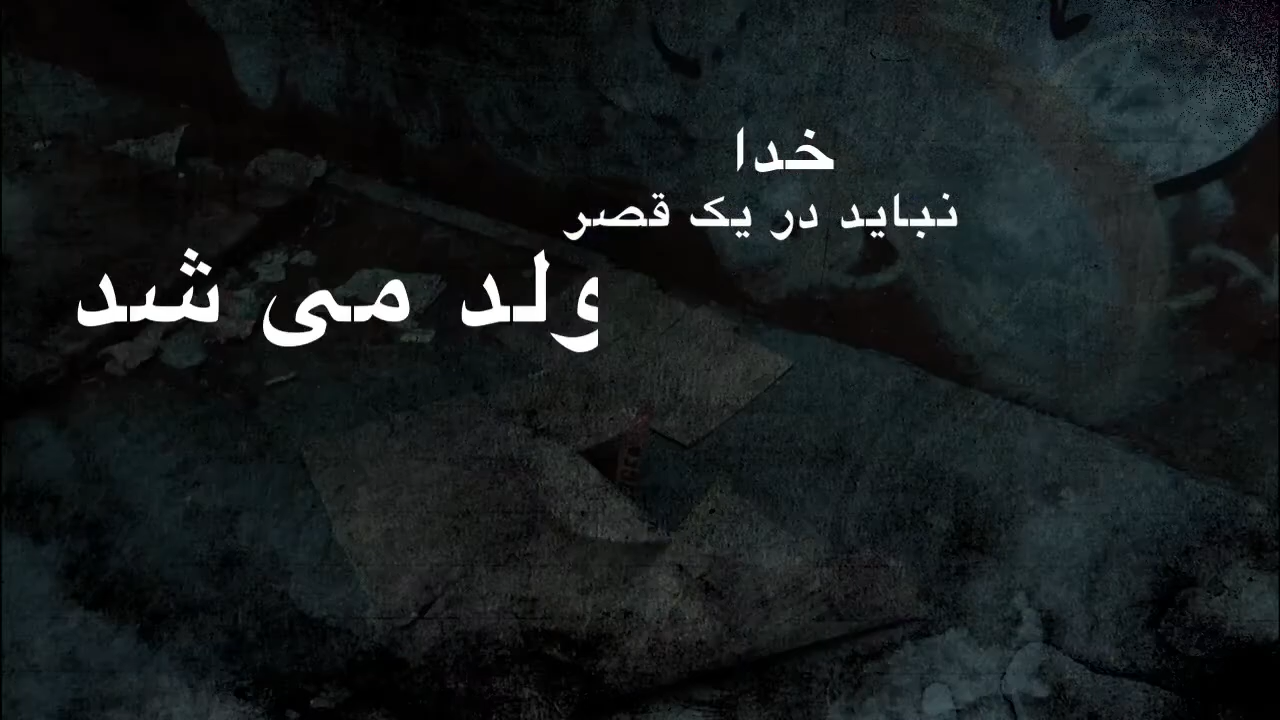 خدا
نباید در یک قصر
ولد می شد